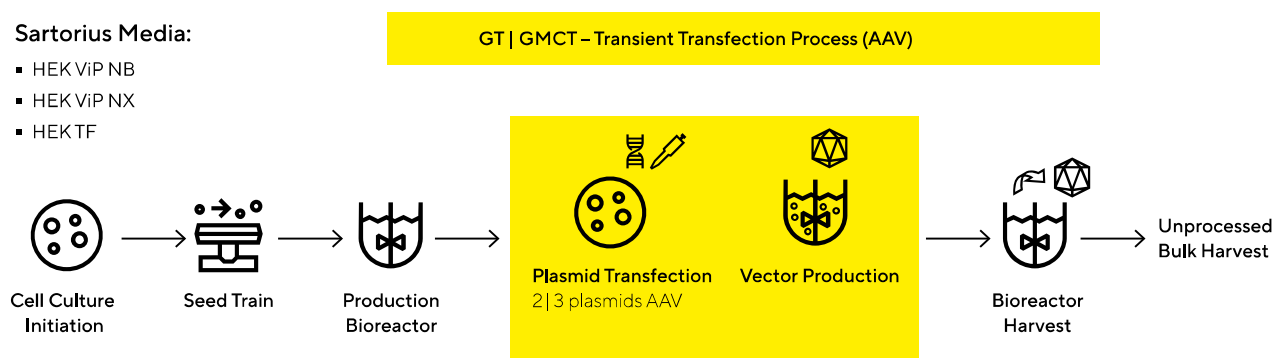 Sartorius Media:
▪ HEK ViP NB
▪ HEK ViP NX
▪ HEK TF
GT | GMCT – Transient Transfection Process (AAV)
Cell Culture
Initiation
Seed Train
Production
Bioreactor
Plasmid Transfection
2 | 3 plasmids AAV
Vector Production
Bioreactor
Harvest
Unprocessed
Bulk Harvest